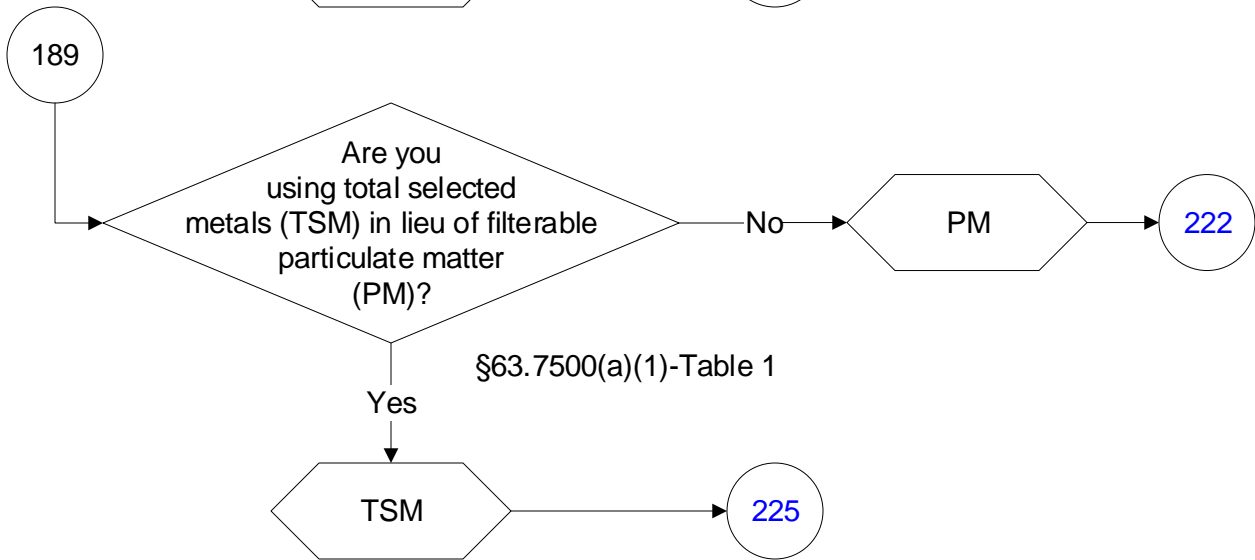 189
Are you
using total selected
metals (TSM) in lieu of filterable
particulate matter
(PM)?
No
PM
222
§63.7500(a)(1)-Table 1
Yes
TSM
225